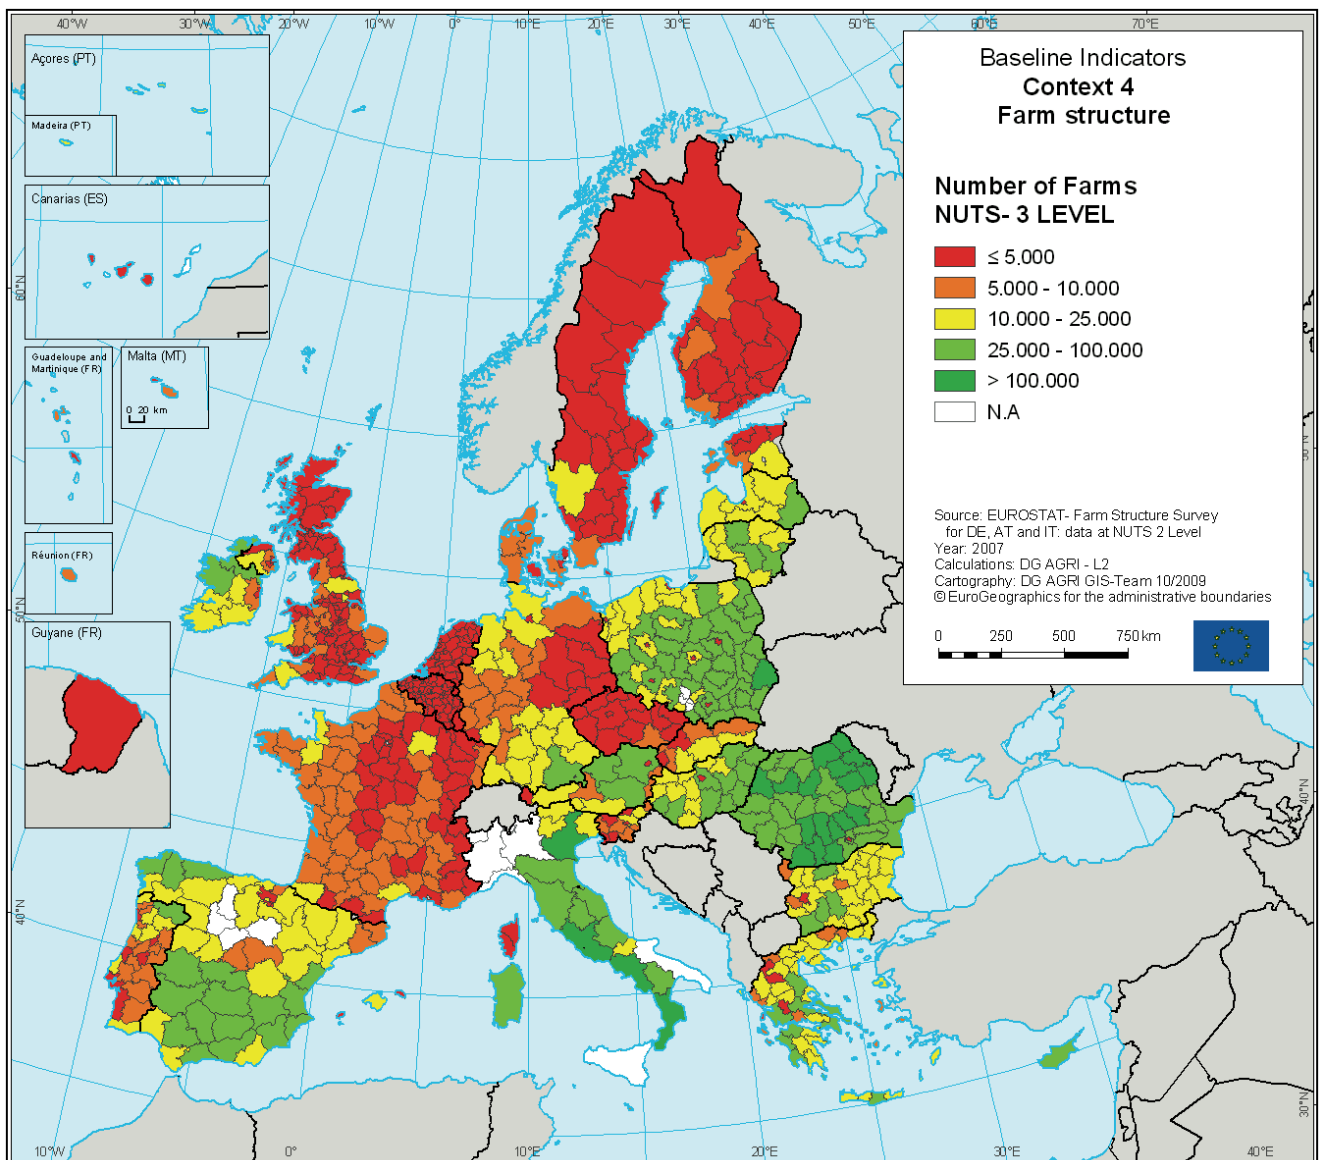 40°W
30°W
20°W
10°W
0°
10°E
20°E
30°E
40°E
50°E
60°E
70°E
Açores (PT)
Madeira (PT)
Canarias (ES)
Guadeloupe and
Martinique (FR)
Malta (MT)
0 20 km
Réunion (FR)
Guyane (FR)
Baseline Indicators
Context 4
Farm structure
Number of Farms
NUTS- 3 LEVEL
≤ 5.000
5.000 - 10.000
10.000 - 25.000
25.000 - 100.000
> 100.000
N.A
Source: EUROSTAT- Farm Structure Survey
for DE, AT and IT: data at NUTS 2 Level
Year: 2007
Calculations: DG AGRI - L2
Cartography: DG AGRI GIS-Team 10/2009
© EuroGeographics for the administrative boundaries
0 250 500 750 km
60°N
50°N
40°N
40°N
30°N
10°W
0°
10°E
20°E
30°E
40°E